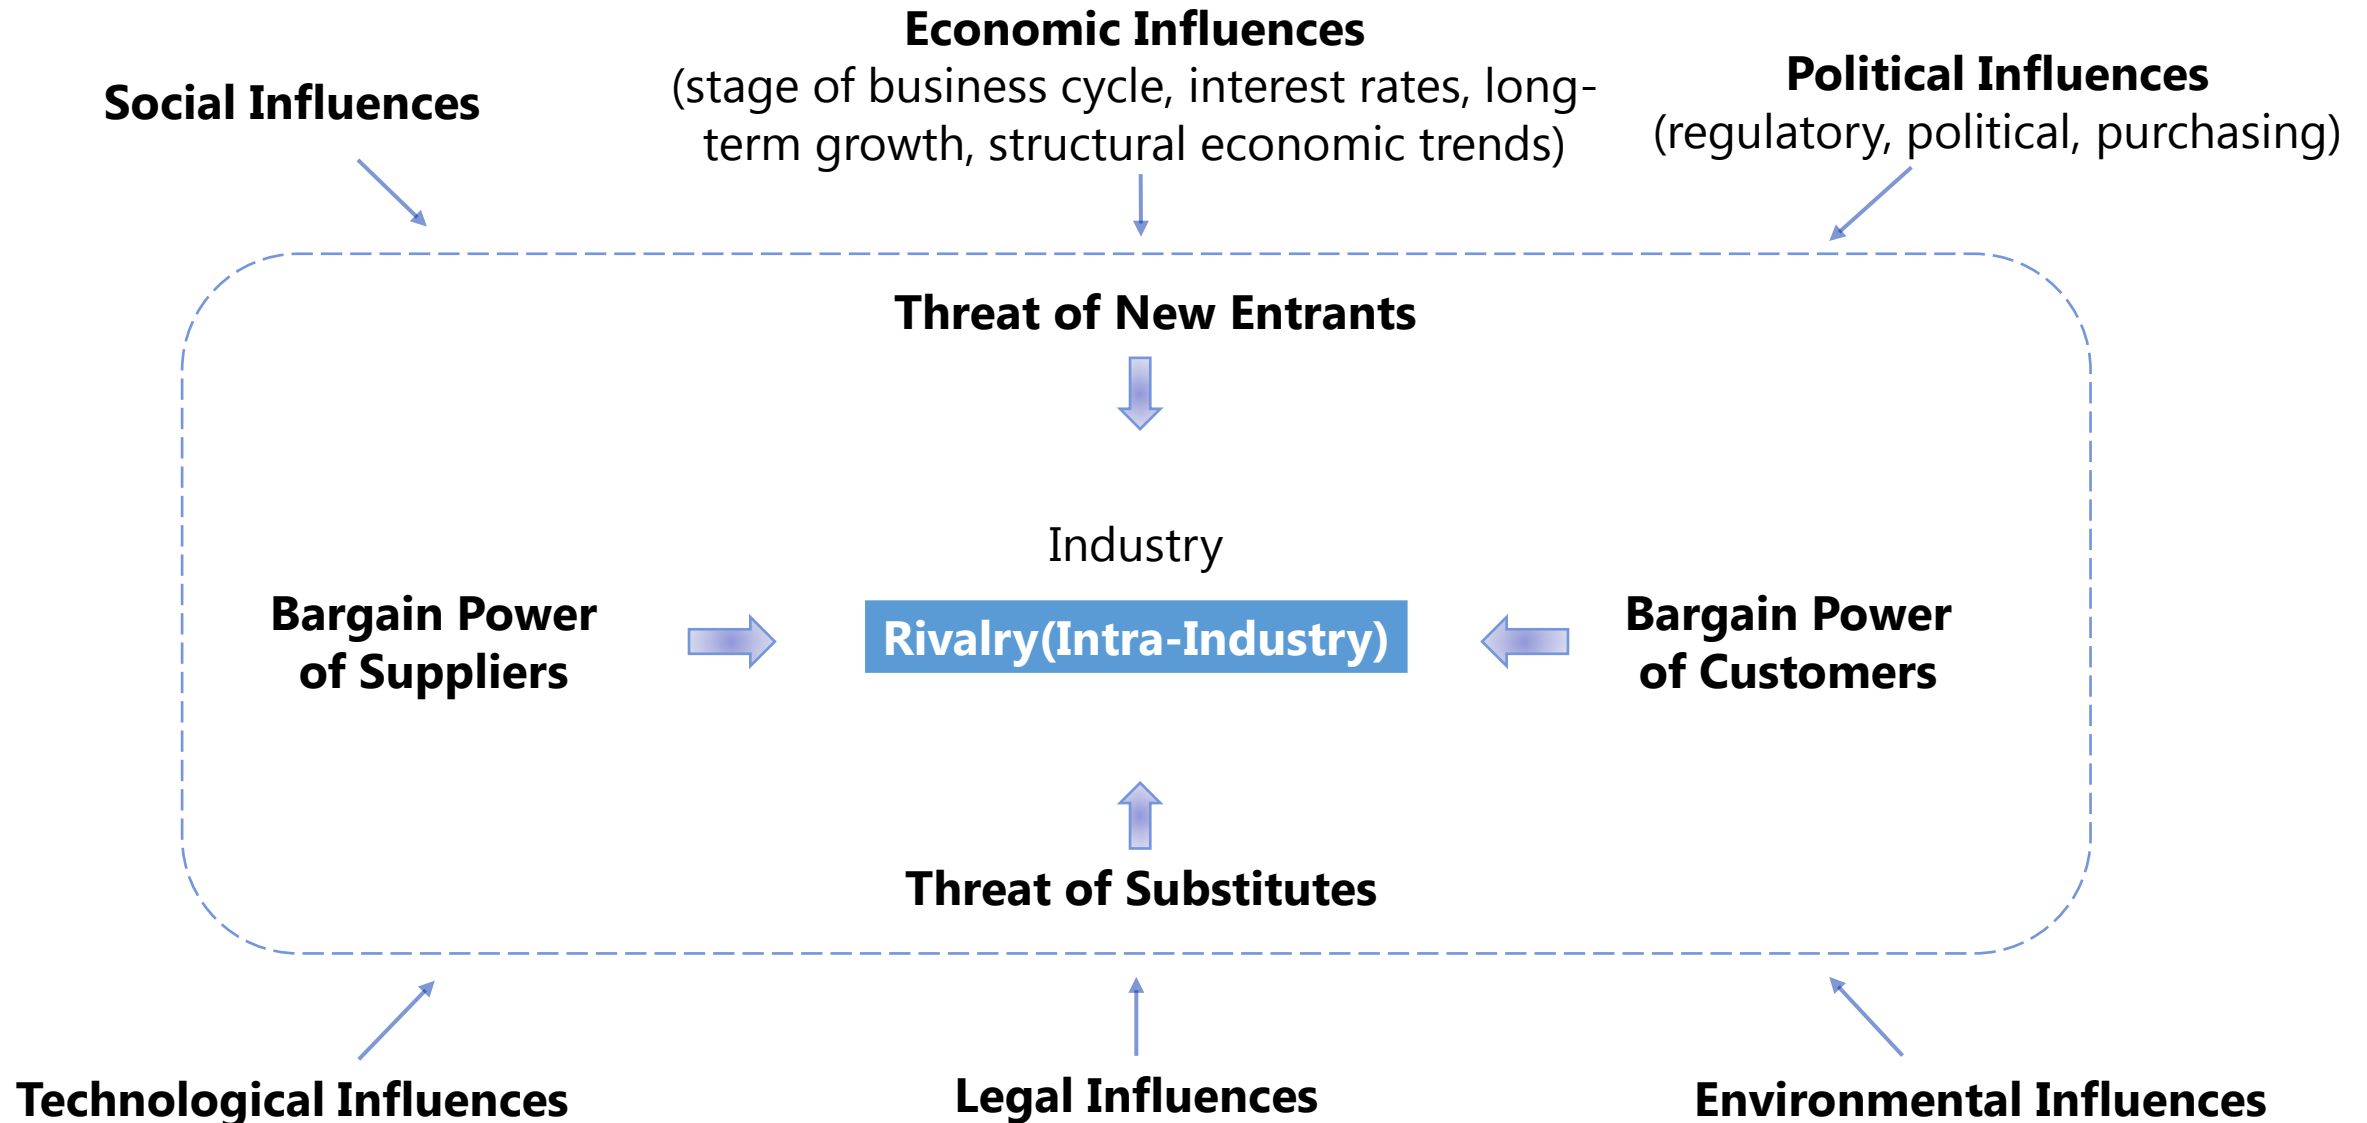 Economic Influences
(stage of business cycle, interest rates, long-
term growth, structural economic trends)
Social Influences
Political Influences
(regulatory, political, purchasing)
Threat of New Entrants
Industry
Bargain Power
of Suppliers
Rivalry(Intra-Industry)
Bargain Power
of Customers
Threat of Substitutes
Technological Influences
Legal Influences
Environmental Influences